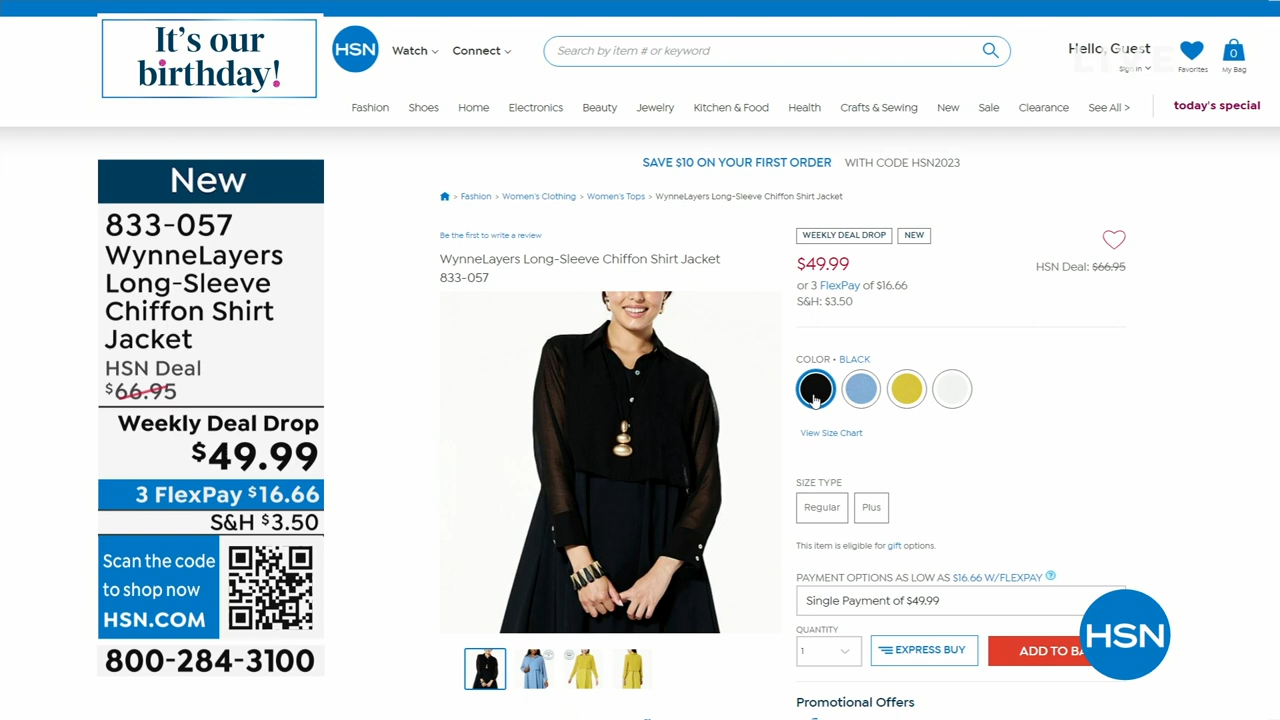 It's our
birthday!
HSN
Watch
Connect
Search by item # or keyword
Hello, Guest
Sign In
Favorites
0
My Bag
LIVE
Fashion
Shoes
Home
Electronics
Beauty
Jewelry
Kitchen & Food
Health
Crafts & Sewing
New
Sale
Clearance
See All >
today's special
New
833-057
WynneLayers
Long-Sleeve
Chiffon Shirt
Jacket
HSN Deal
$66.95
Weekly Deal Drop
$49.99
3 FlexPay $16.66
S&H $3.50
Scan the code
to shop now
HSN.COM
800-284-3100
SAVE $10 ON YOUR FIRST ORDER WITH CODE HSN2023
> Fashion > Women's Clothing > Women's Tops > WynneLayers Long-Sleeve Chiffon Shirt Jacket
Be the first to write a review
WynneLayers Long-Sleeve Chiffon Shirt Jacket
833-057
WEEKLY DEAL DROP
NEW
$49.99
HSN Deal: $66.95
or 3 FlexPay of $16.66
S&H: $3.50
COLOR • BLACK
View Size Chart
SIZE TYPE
Regular
Plus
This item is eligible for gift options.
PAYMENT OPTIONS AS LOW AS $16.66 W/FLEXPAY ?
Single Payment of $49.99
QUANTITY
1
EXPRESS BUY
ADD TO BA
HSN
Promotional Offers